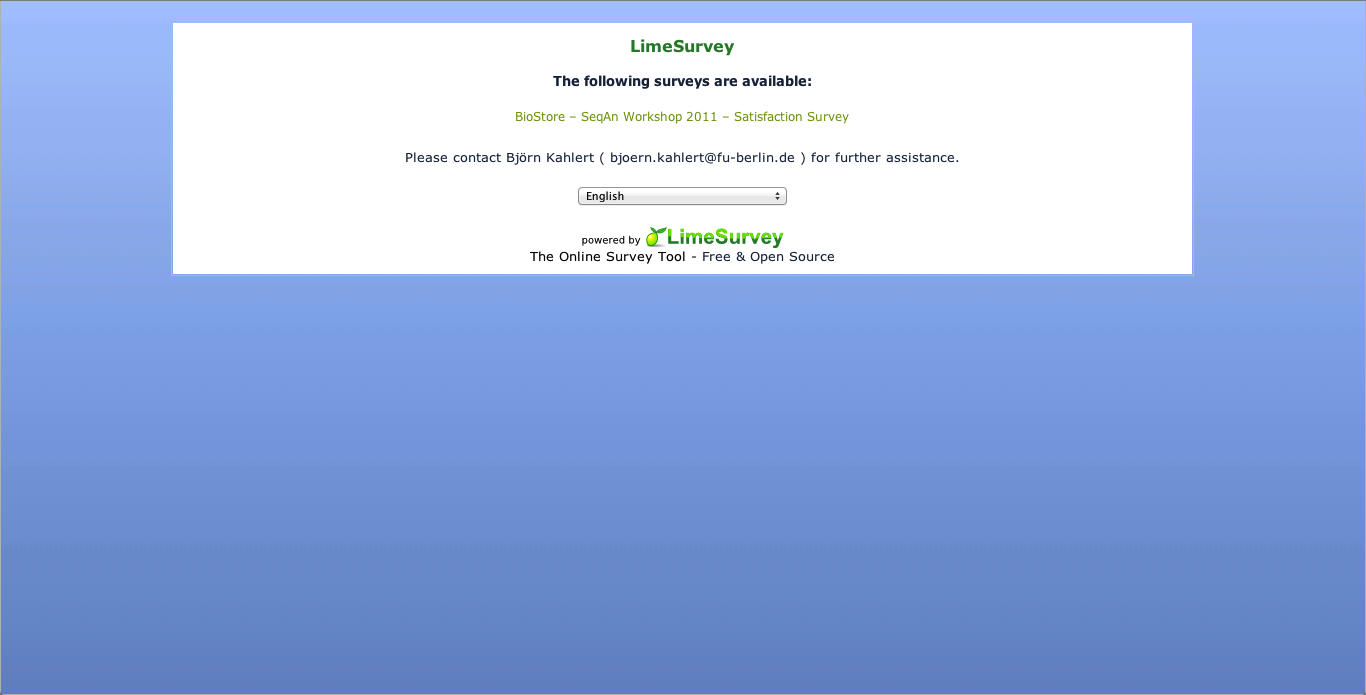 LimeSurvey
The following surveys are available:
BioStore – SeqAn Workshop 2011 – Satisfaction Survey
Please contact Björn Kahlert ( bjoern.kahlert@fu-berlin.de ) for further assistance.
English
powered by LimeSurvey
The Online Survey Tool - Free & Open Source